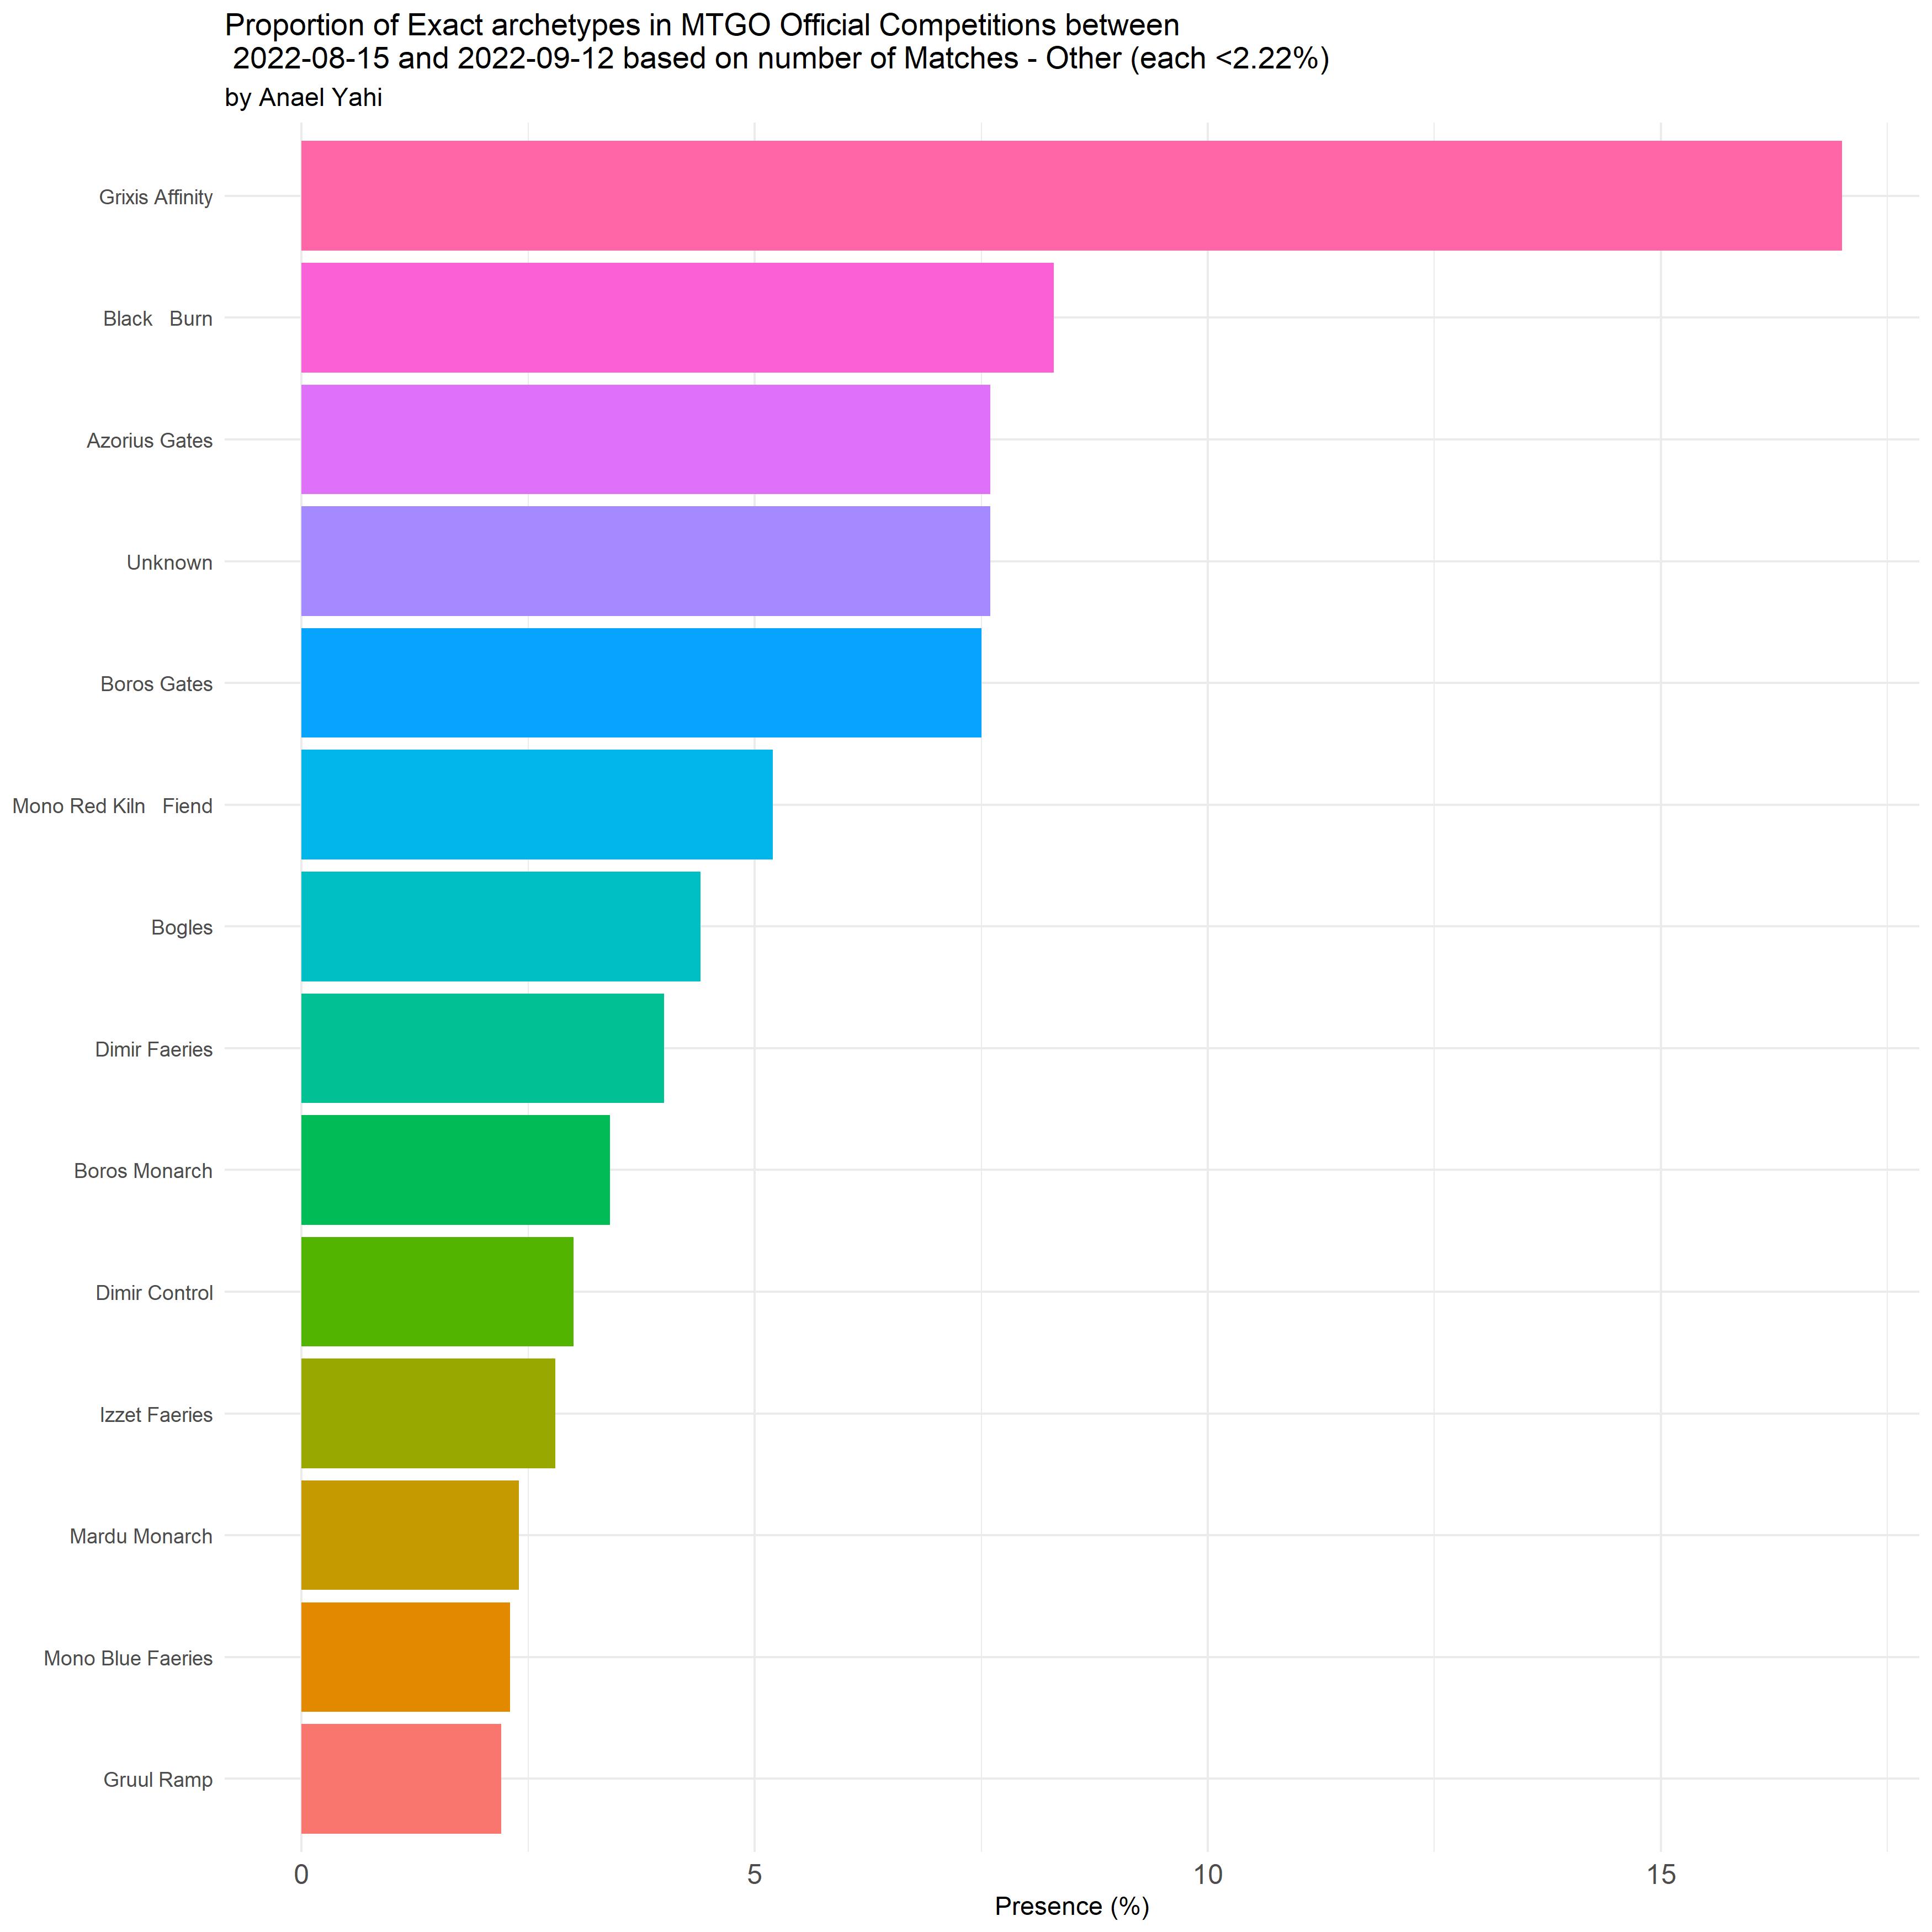 Proportion of Exact archetypes in MTGO Official Competitions between
2022-08-15 and 2022-09-12 based on number of Matches - Other (each <2.22%)
by Anael Yahi
Grixis Affinity
Black   Burn
Azorius Gates
Unknown
Boros Gates
Mono Red Kiln   Fiend
Bogles
Dimir Faeries
Boros Monarch
Dimir Control
Izzet Faeries
Mardu Monarch
Mono Blue Faeries
Gruul Ramp
0 5 10 15
Presence (%)